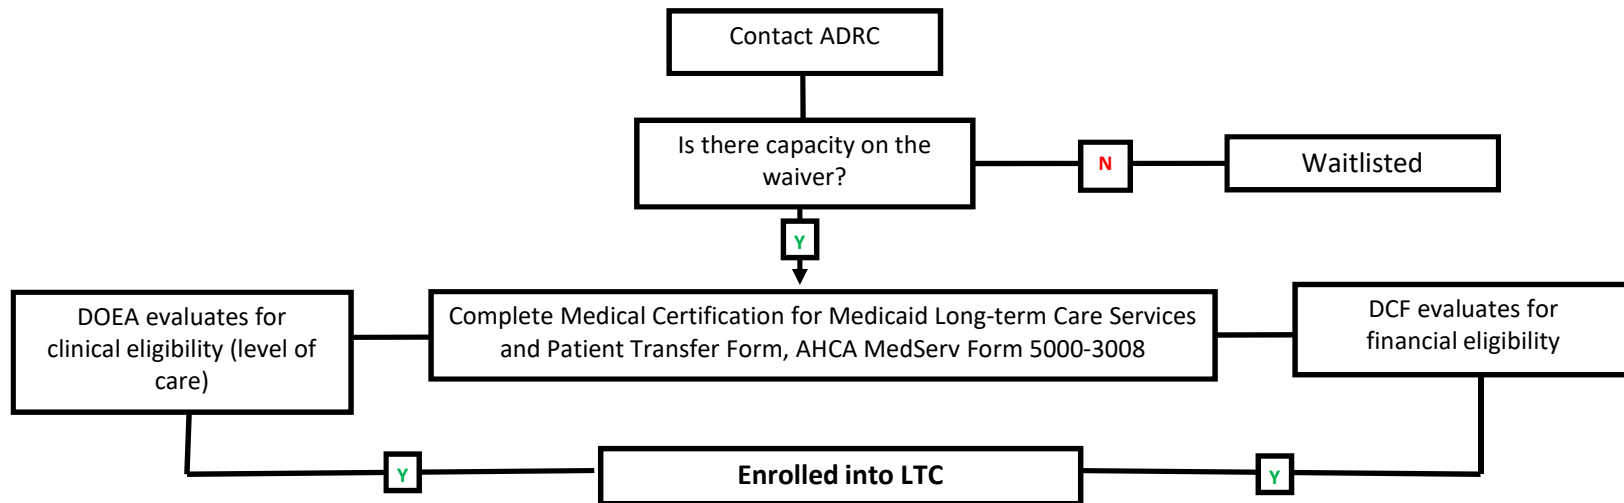 Contact ADRC
Is there capacity on the
waiver?
N
Waitlisted
Y
DOEA evaluates for
clinical eligibility (level of
care)
Complete Medical Certification for Medicaid Long-term Care Services
and Patient Transfer Form, AHCA MedServ Form 5000-3008
DCF evaluates for
financial eligibility
Y
Enrolled into LTC
Y